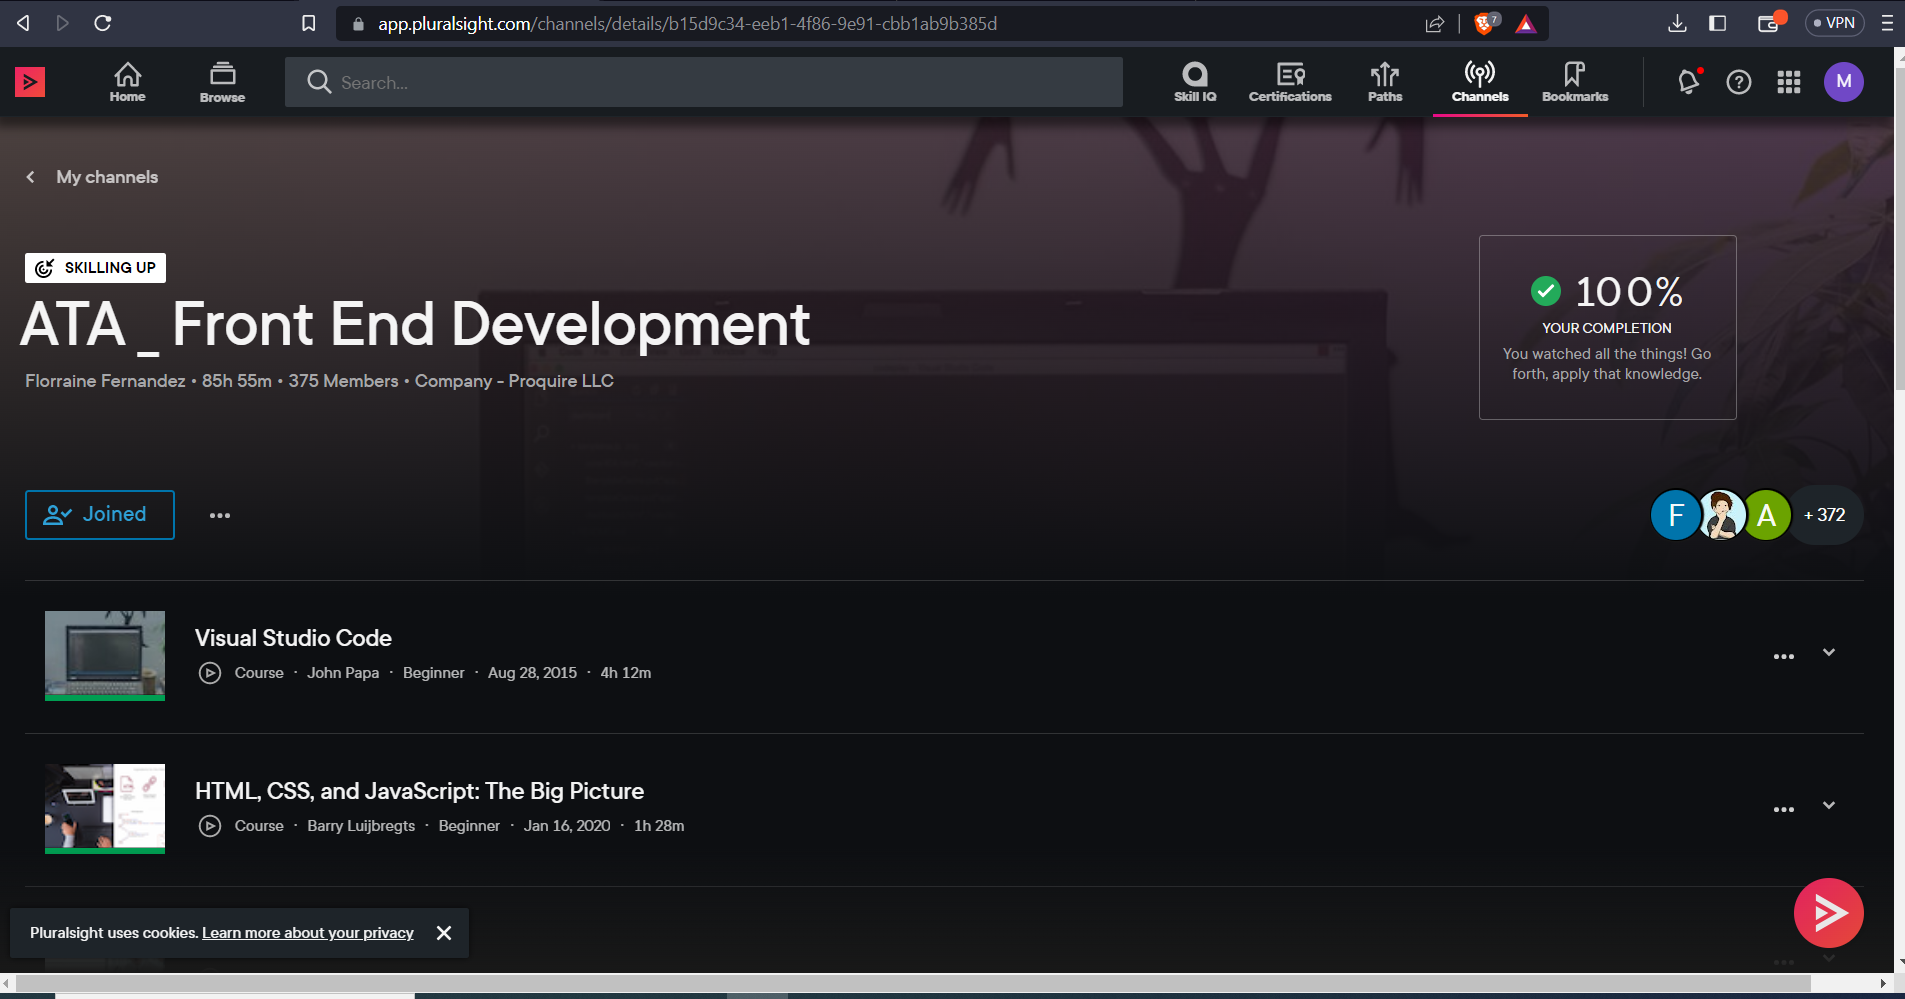 app.pluralsight.com/channels/details/b15d9c34-eeb1-4f86-9e91-cbb1ab9b385d
7
VPN
Home
Browse
Search...
Skill IQ
Certifications
Paths
Channels
Bookmarks
M
My channels
SKILLING UP
ATA _ Front End Development
Florraine Fernandez • 85h 55m • 375 Members • Company - Proquire LLC
100%
YOUR COMPLETION
You watched all the things! Go
forth, apply that knowledge.
Joined
F
A
+ 372
Visual Studio Code
Course · John Papa · Beginner · Aug 28, 2015 · 4h 12m
HTML, CSS, and JavaScript: The Big Picture
Course · Barry Luijbregts · Beginner · Jan 16, 2020 · 1h 28m
Pluralsight uses cookies. Learn more about your privacy